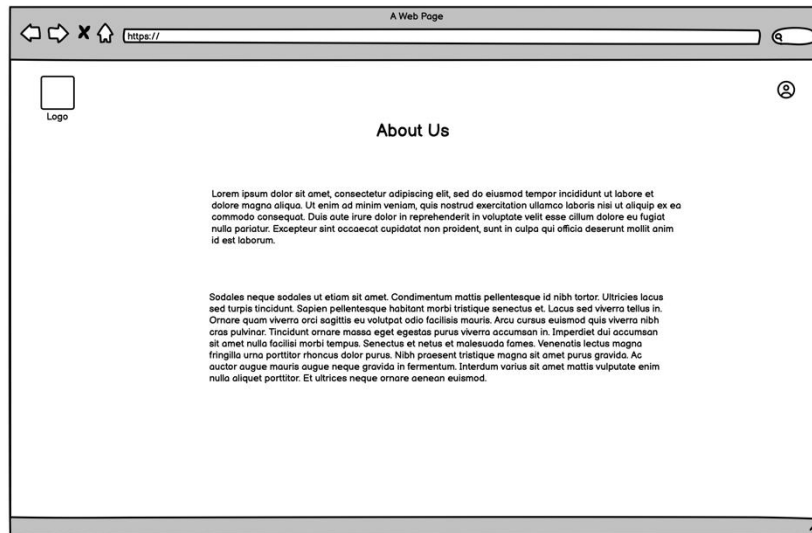 A Web Page
https://
Logo
About Us
Lorem ipsum dolor sit amet, consectetur adipiscing elit, sed do eiusmod tempor incididunt ut labore et
dolore magna aliqua. Ut enim ad minim veniam, quis nostrud exercitation ullamco laboris nisi ut aliquip ex ea
commodo consequat. Duis aute irure dolor in reprehenderit in voluptate velit esse cillum dolore eu fugiat
nulla pariatur. Excepteur sint occaecat cupidatat non proident, sunt in culpa qui officia deserunt mollit anim
id est laborum.
Sodales neque sodales ut etiam sit amet. Condimentum mattis pellentesque id nibh tortor. Ultricies lacus
sed turpis tincidunt. Sapien pellentesque habitant morbi tristique senectus et. Lacus sed viverra tellus in.
Ornare quam viverra orci sagittis eu volutpat odio facilisis mauris. Arcu cursus euismod quis viverra nibh
cras pulvinar. Tincidunt ornare massa eget egestas purus viverra accumsan in. Imperdiet dui accumsan
sit amet nulla facilisi morbi tempus. Senectus et netus et malesuada fames. Venenatis lectus magna
fringilla urna porttitor rhoncus dolor purus. Nibh praesent tristique magna sit amet purus gravida. Ac
auctor augue mauris augue neque gravida in fermentum. Interdum varius sit amet mattis vulputate enim
nulla aliquet porttitor. Et ultrices neque ornare aenean euismod.